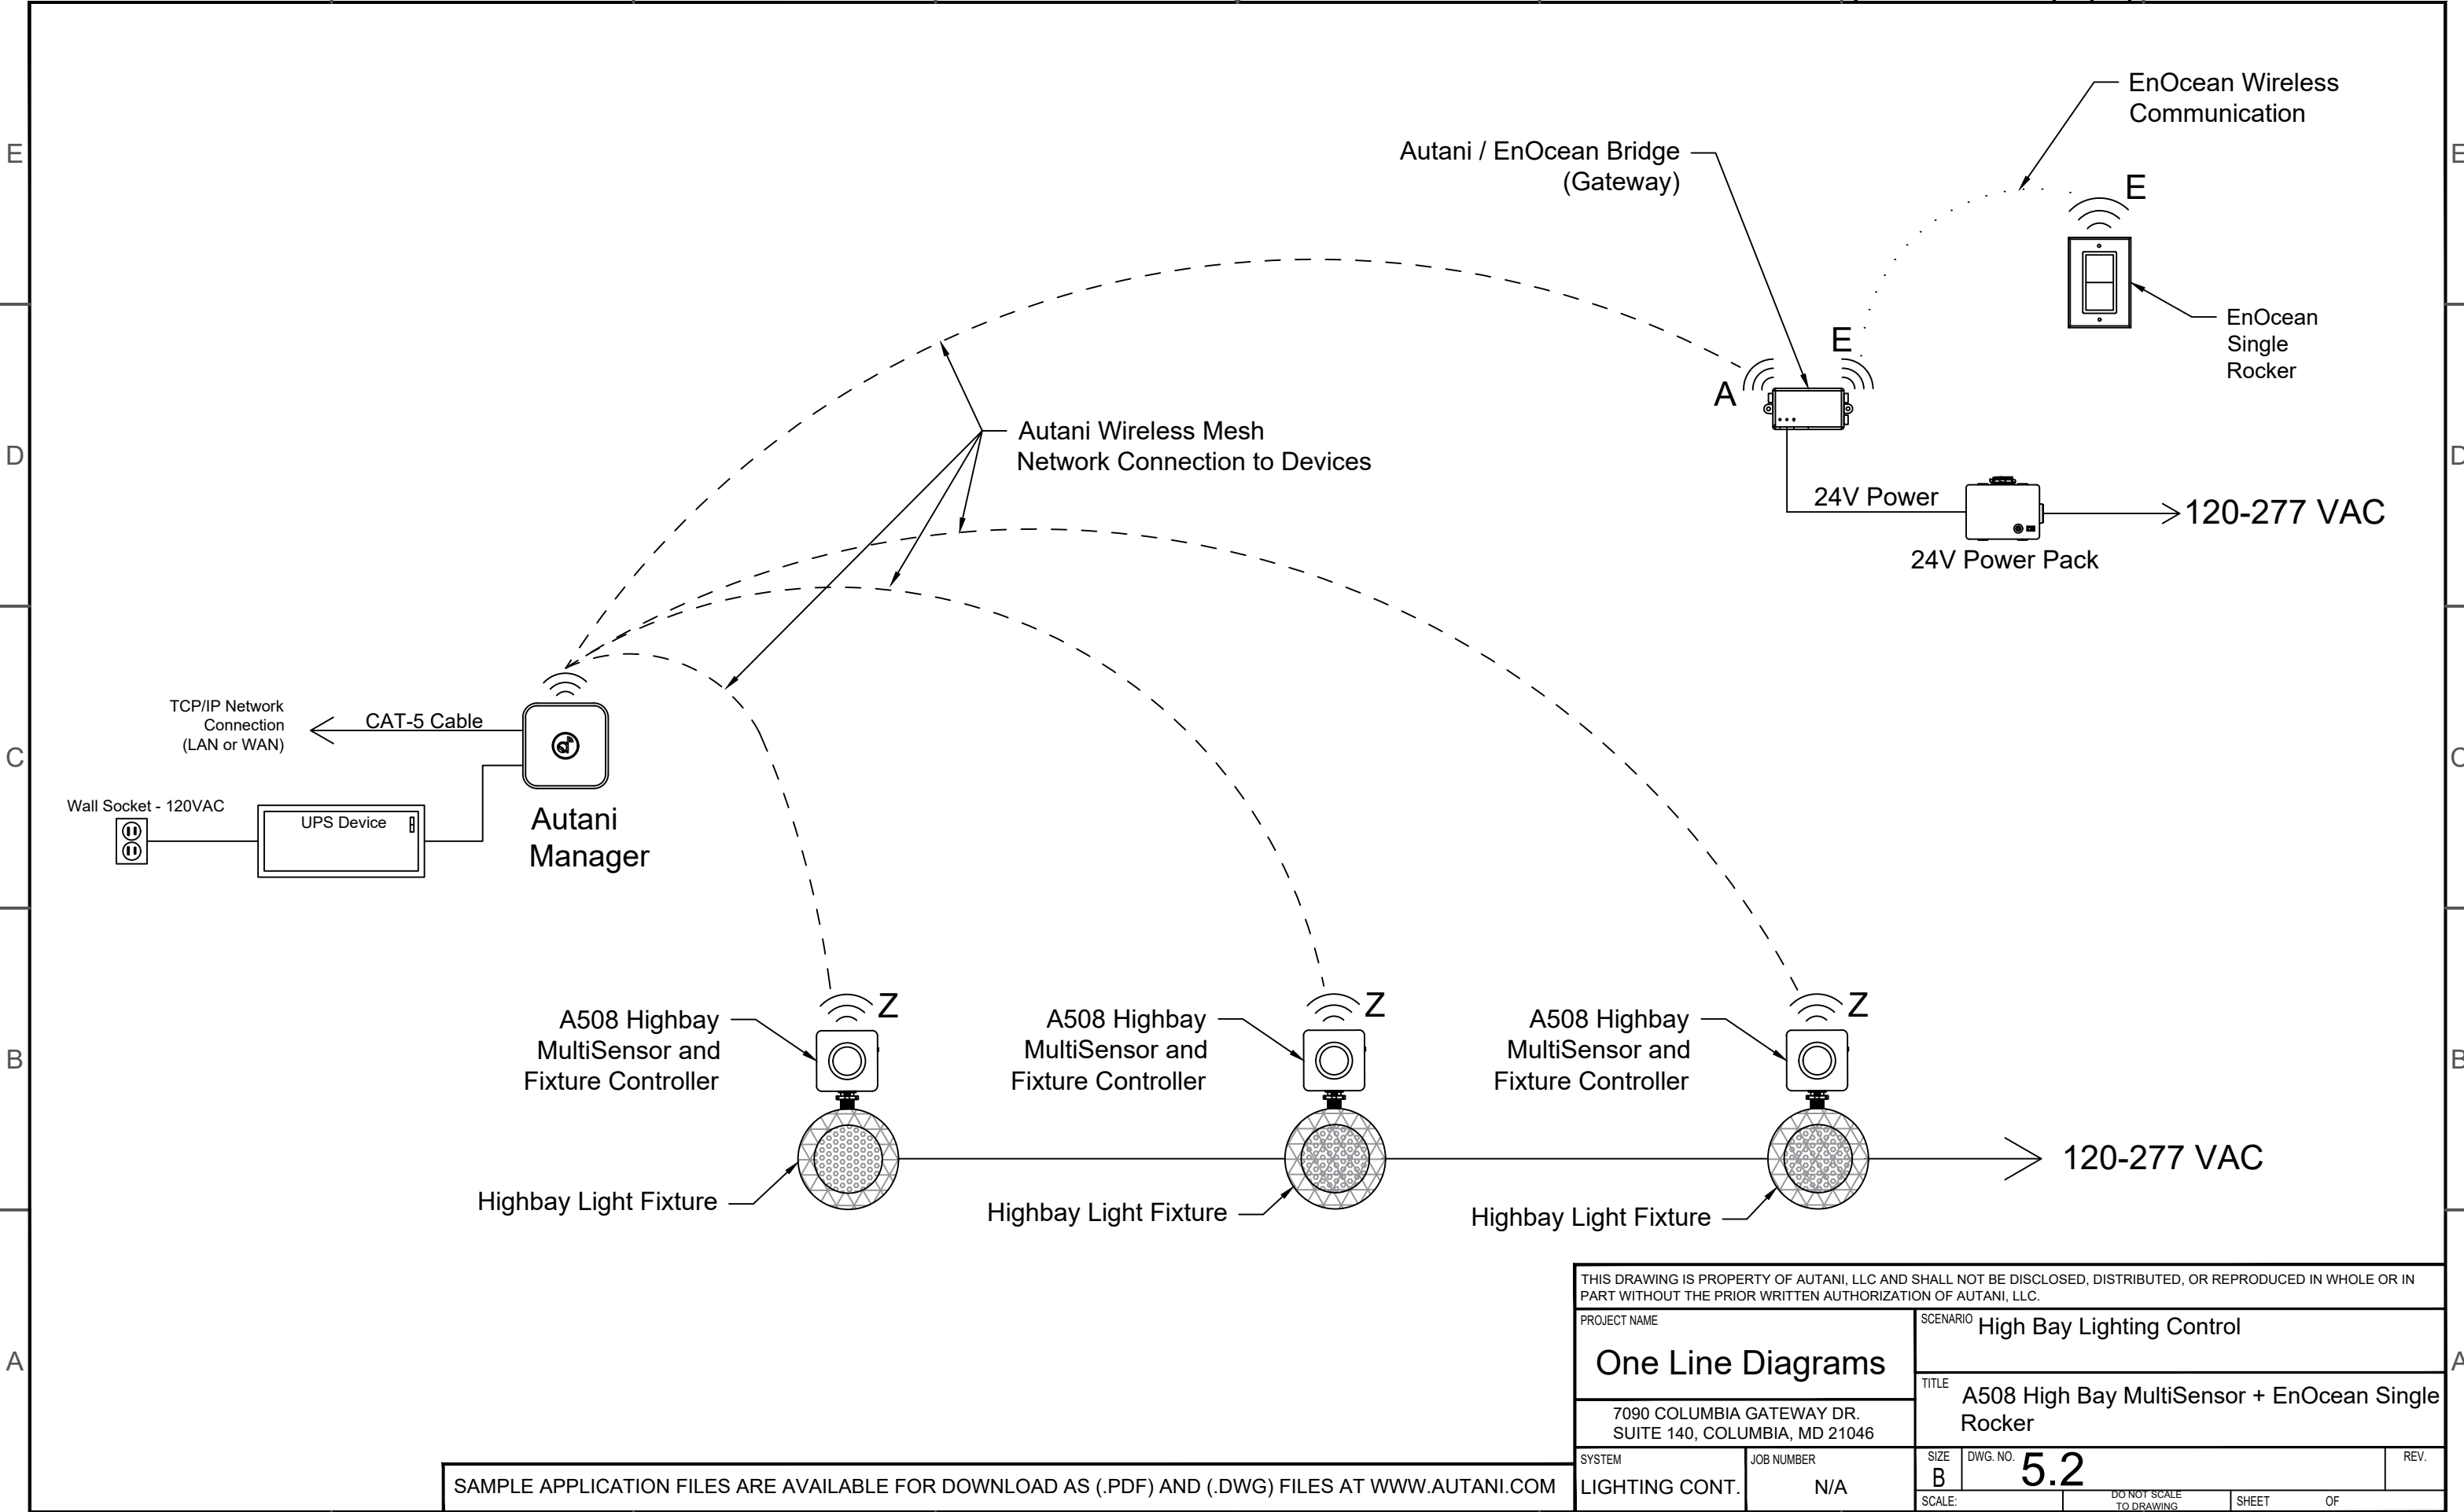 EnOcean Wireless
Communication
Autani / EnOcean Bridge
(Gateway)
E
E
E
E
EnOcean
Single
Rocker
A
Autani Wireless Mesh
Network Connection to Devices
D
D
24V Power
120-277 VAC
24V Power Pack
TCP/IP Network
Connection
(LAN or WAN)
CAT-5 Cable
C
C
Wall Socket - 120VAC
UPS Device
Autani
Manager
Z
Z
Z
A508 Highbay
MultiSensor and
Fixture Controller
A508 Highbay
MultiSensor and
Fixture Controller
A508 Highbay
MultiSensor and
Fixture Controller
B
B
120-277 VAC
Highbay Light Fixture
Highbay Light Fixture
Highbay Light Fixture
A
A
THIS DRAWING IS PROPERTY OF AUTANI, LLC AND SHALL NOT BE DISCLOSED, DISTRIBUTED, OR REPRODUCED IN WHOLE OR IN
PART WITHOUT THE PRIOR WRITTEN AUTHORIZATION OF AUTANI, LLC.
PROJECT NAME
One Line Diagrams
SCENARIO High Bay Lighting Control
TITLE A508 High Bay MultiSensor + EnOcean Single
Rocker
7090 COLUMBIA GATEWAY DR.
SUITE 140, COLUMBIA, MD 21046
SYSTEM
LIGHTING CONT.
JOB NUMBER
N/A
SIZE
B
DWG. NO. 5.2
REV.
SCALE:
DO NOT SCALE
TO DRAWING
SHEET OF
SAMPLE APPLICATION FILES ARE AVAILABLE FOR DOWNLOAD AS (.PDF) AND (.DWG) FILES AT WWW.AUTANI.COM